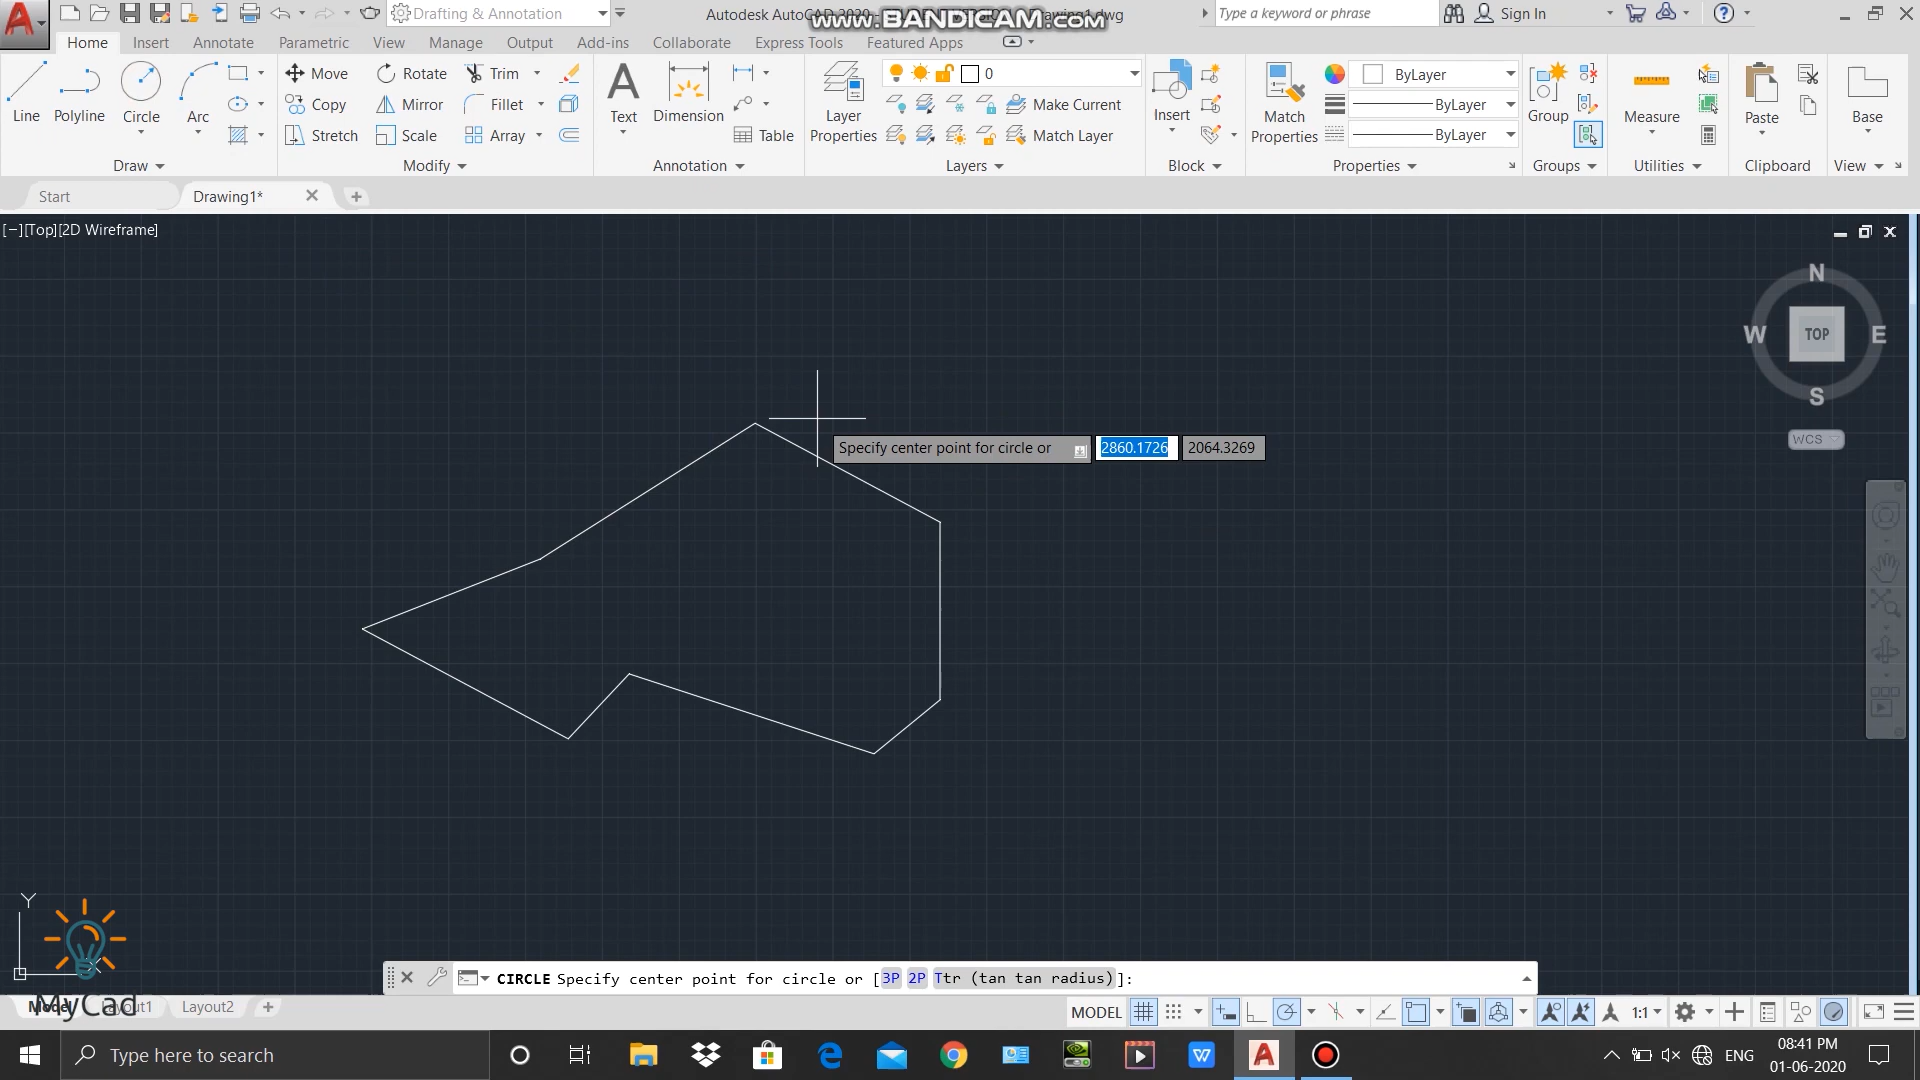 Drafting & Annotation
Autodesk AutoCAD 2020
Drawing1.dwg
www.BANDICAM.com
Type a keyword or phrase
Sign In
Home Insert Annotate Parametric View Manage Output Add-ins Collaborate Express Tools Featured Apps
Line Polyline Circle Arc
Move Rotate Trim
Copy Mirror Fillet
Stretch Scale Array
Text Dimension
Table
Layer
Properties
0
Make Current
Match Layer
Insert
Match
Properties
ByLayer
ByLayer
ByLayer
Group
Measure
Paste
Base
Draw Modify Annotation Layers Block Properties Groups Utilities Clipboard View
Start Drawing1*
[−][Top][2D Wireframe]
N
W TOP E
S
WCS
Specify center point for circle or 2860.1726 2064.3269
Y
MyCad
CIRCLE Specify center point for circle or [3P 2P Ttr (tan tan radius)]:
Model Layout1 Layout2
MODEL 1:1
Type here to search
ENG
08:41 PM
01-06-2020